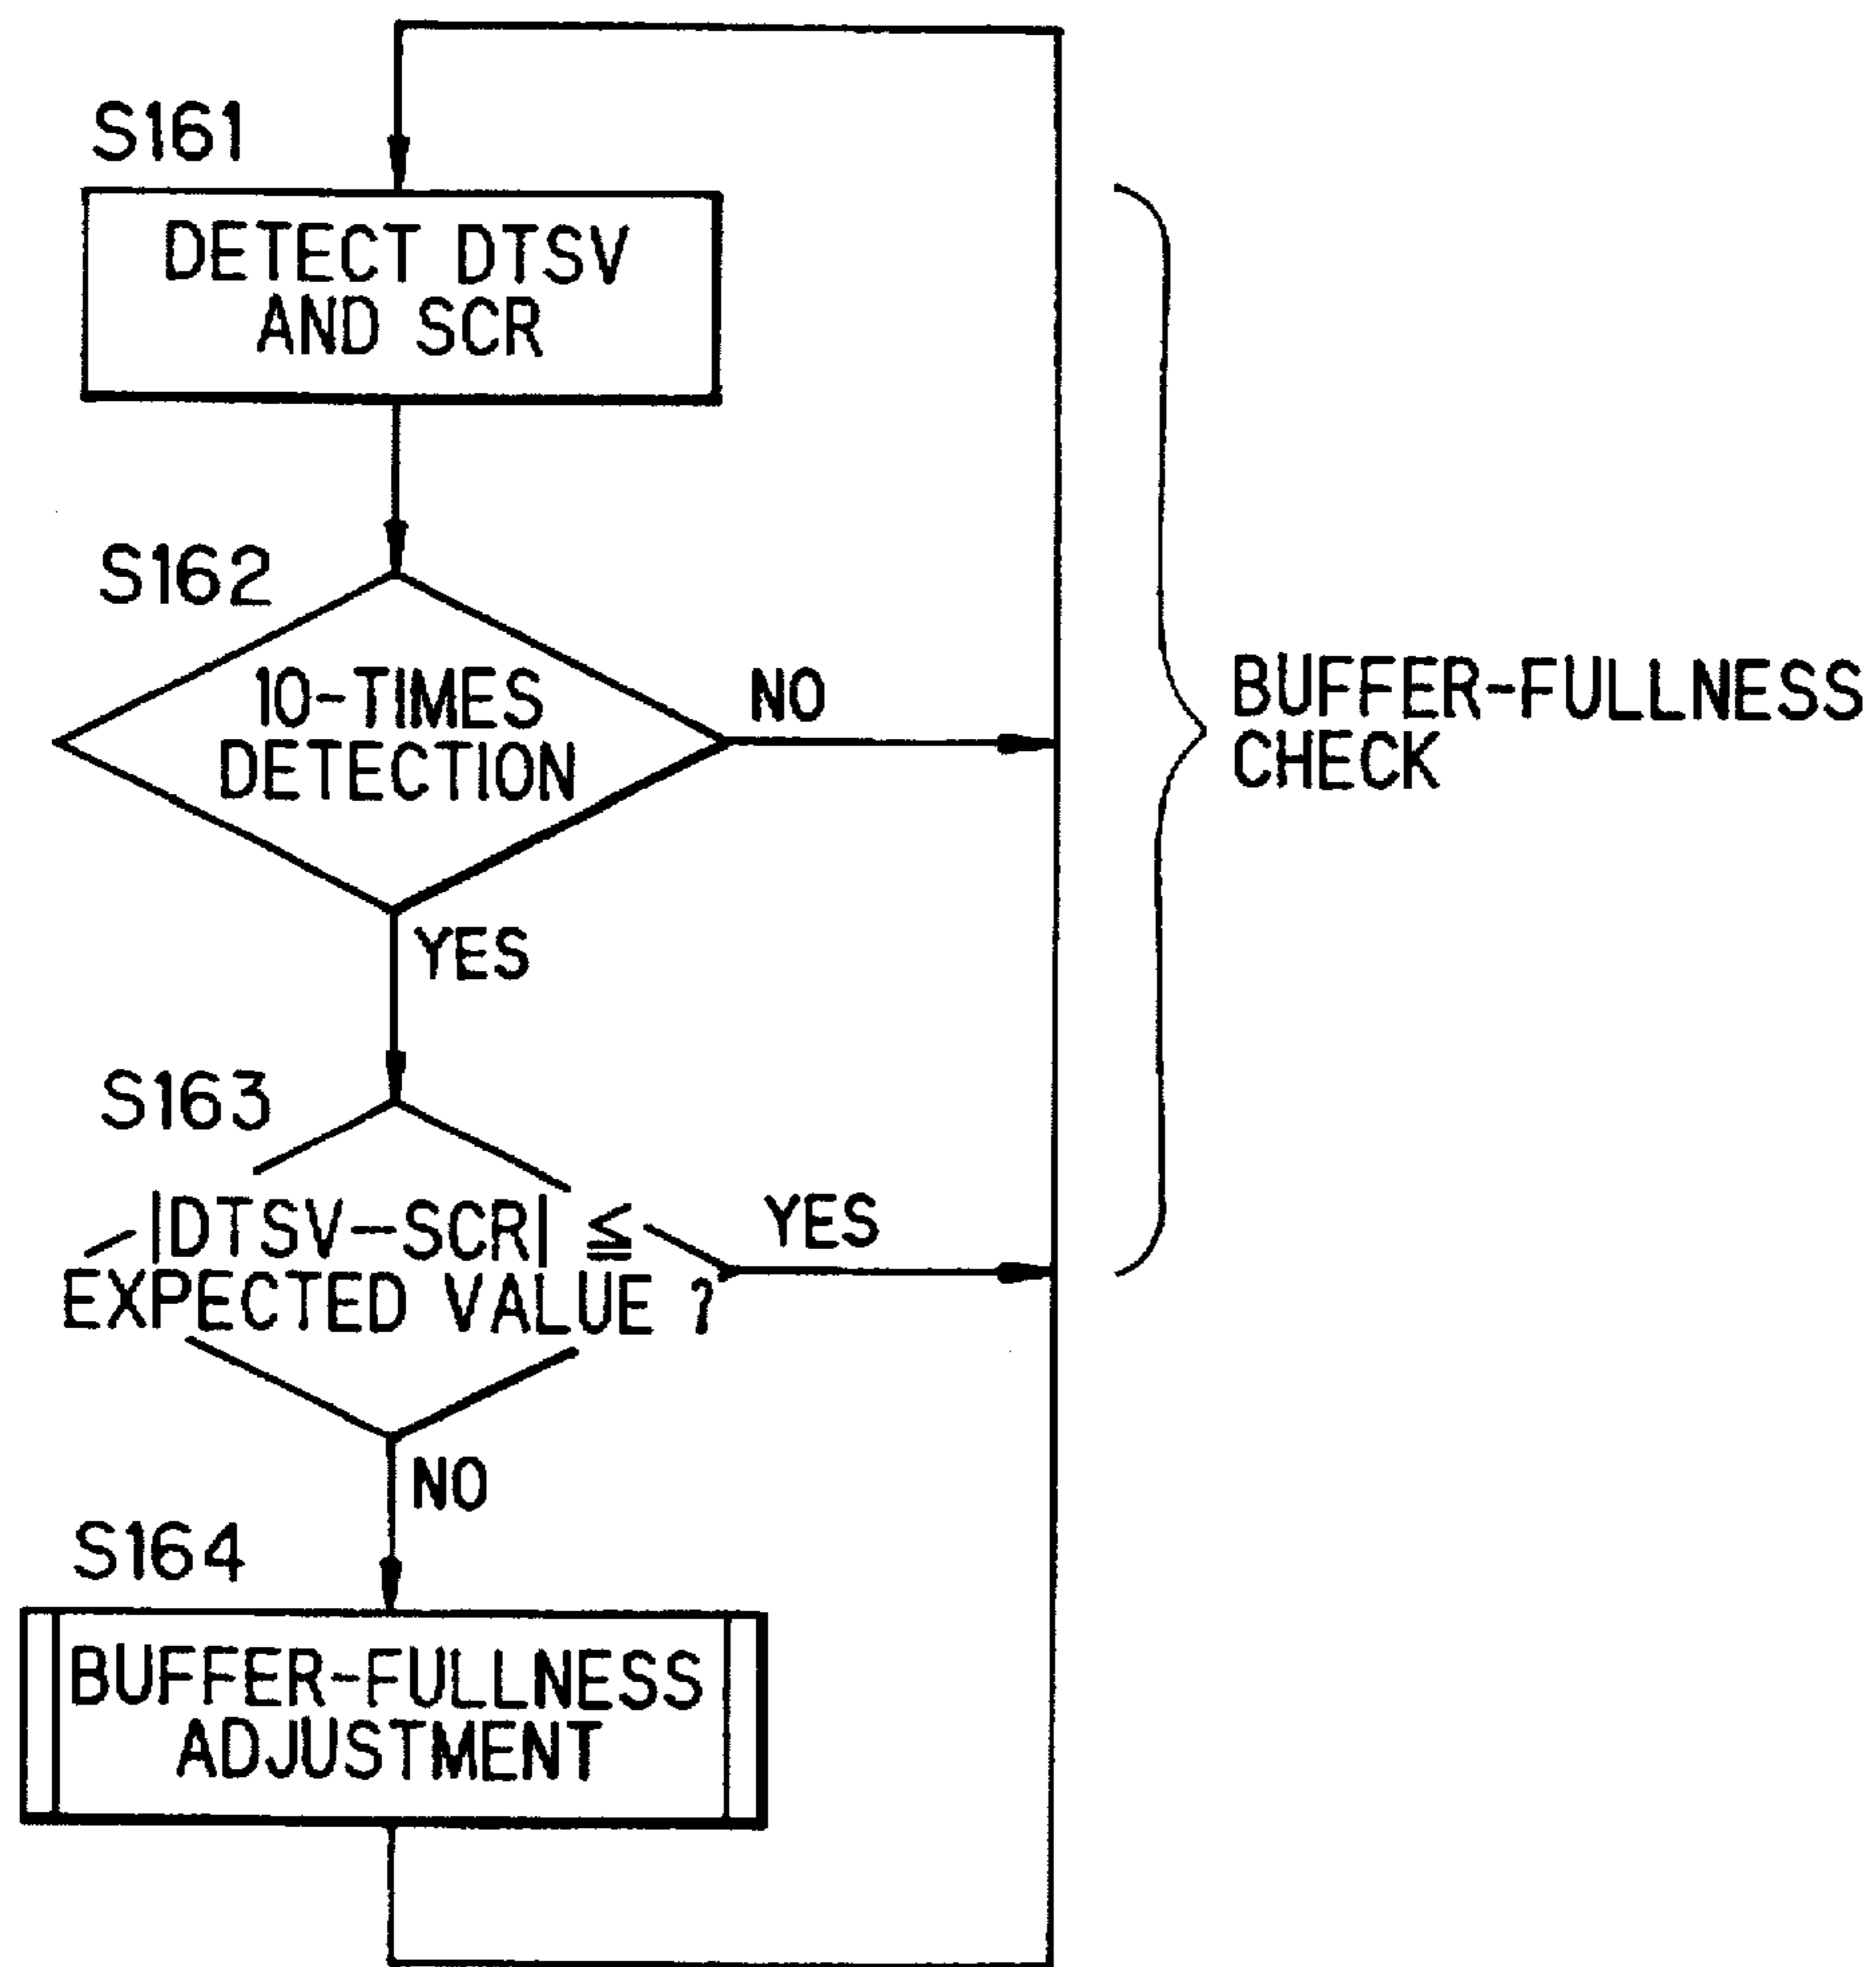 S161
DETECT DTSV
AND SCR
S162
10-TIMES
DETECTION
NO
YES
BUFFER-FULLNESS
CHECK
S163
|DTSV-SCR| ≦
EXPECTED VALUE ?
YES
NO
S164
BUFFER-FULLNESS
ADJUSTMENT